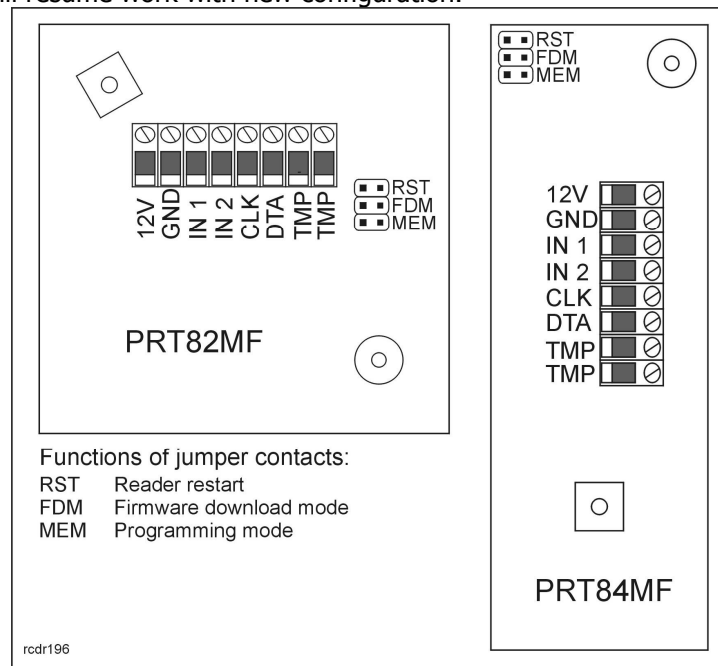 resume work with new configuration.
RST
FDM
MEM
12V
GND
IN 1
IN 2
CLK
DTA
TMP
TMP
PRT82MF
Functions of jumper contacts:
RST Reader restart
FDM Firmware download mode
MEM Programming mode
rcdr196
RST
FDM
MEM
12V
GND
IN 1
IN 2
CLK
DTA
TMP
TMP
PRT84MF